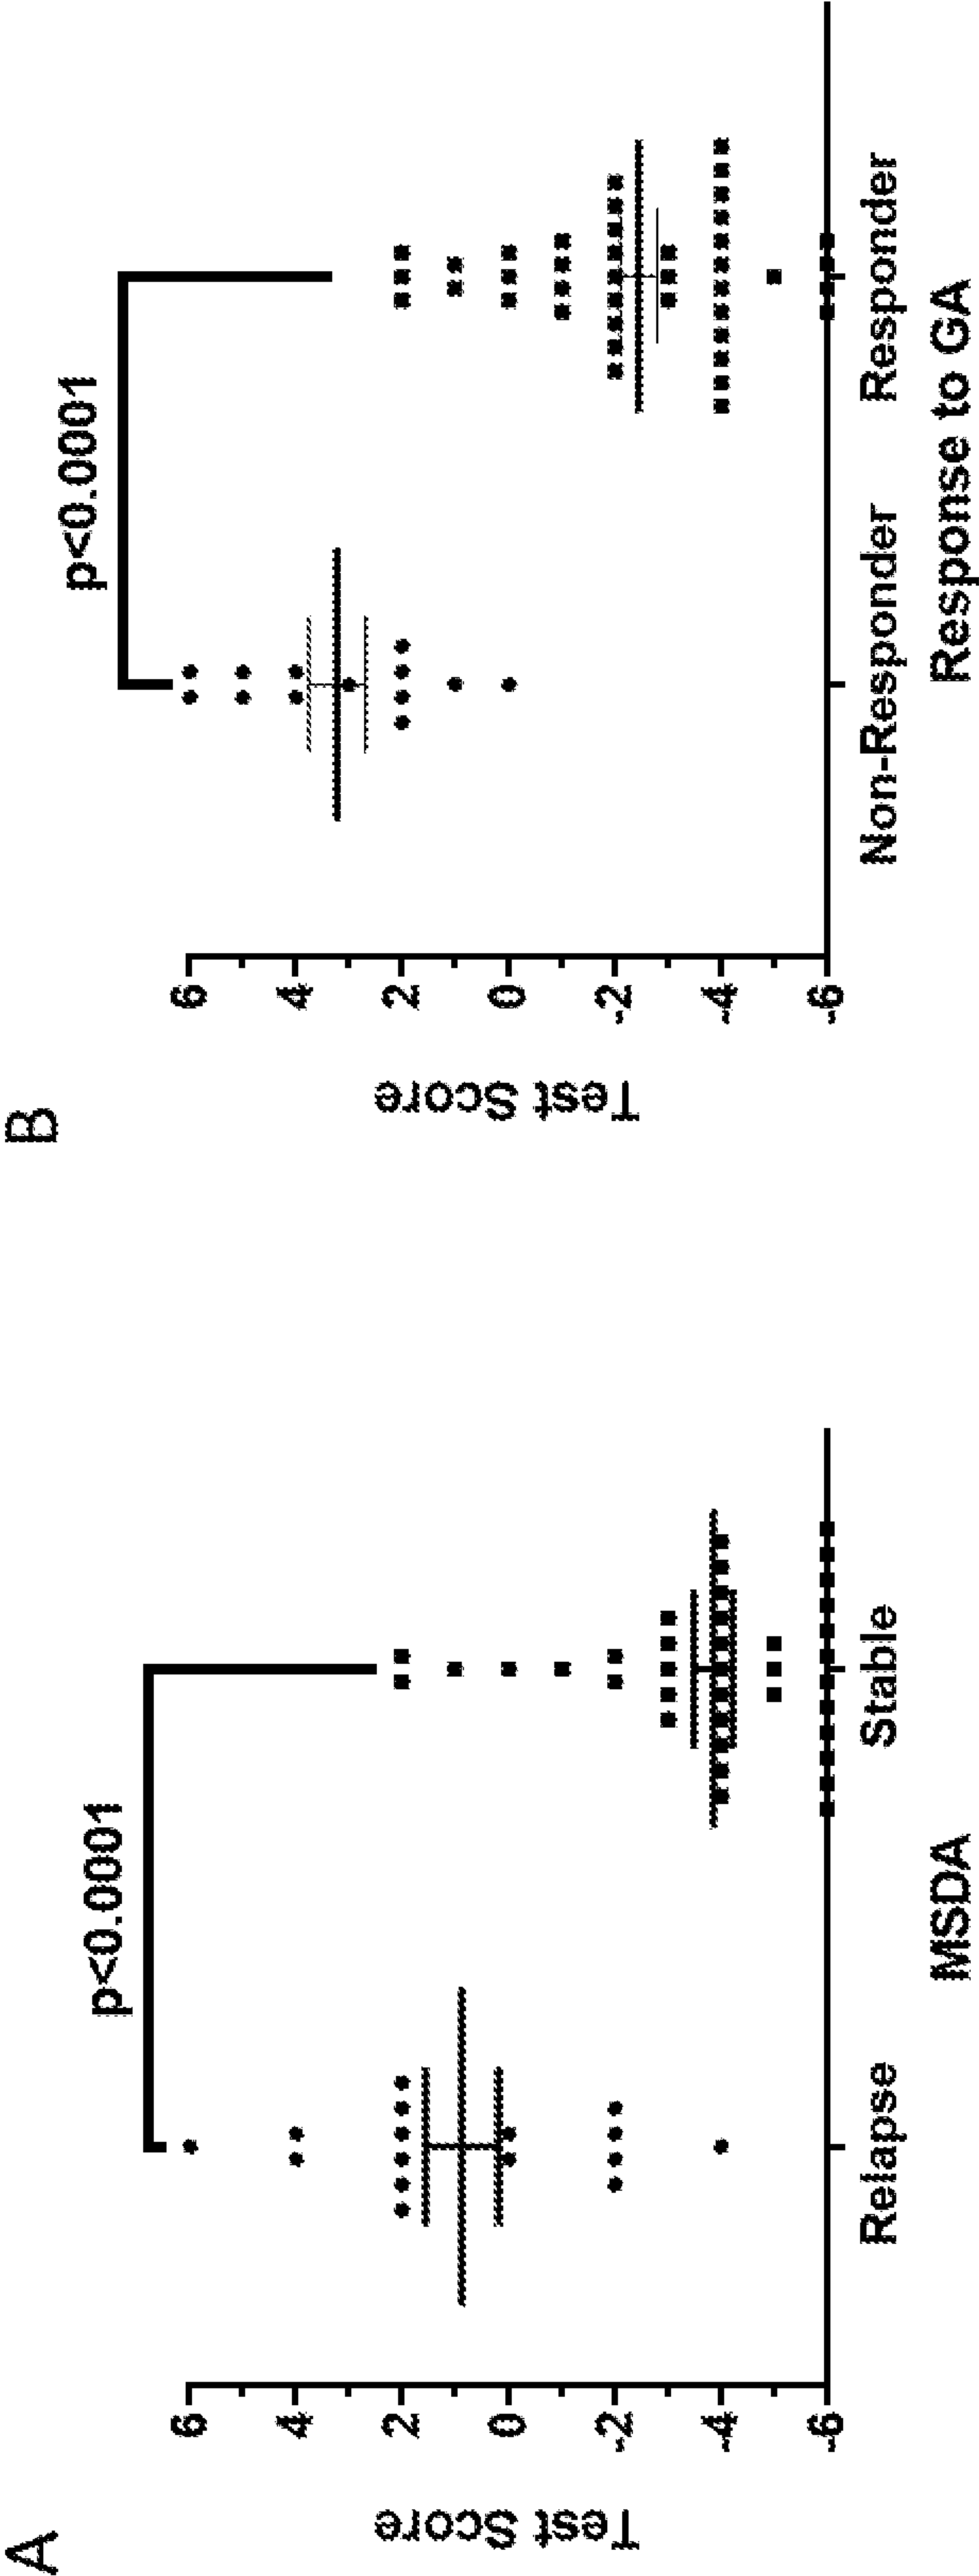 A
p<0.0001
Test Score
6
4
2
0
-2
-4
-6
Relapse
Stable
MSDA
B
p<0.0001
Test Score
6
4
2
0
-2
-4
-6
Non-Responder
Responder
Response to GA